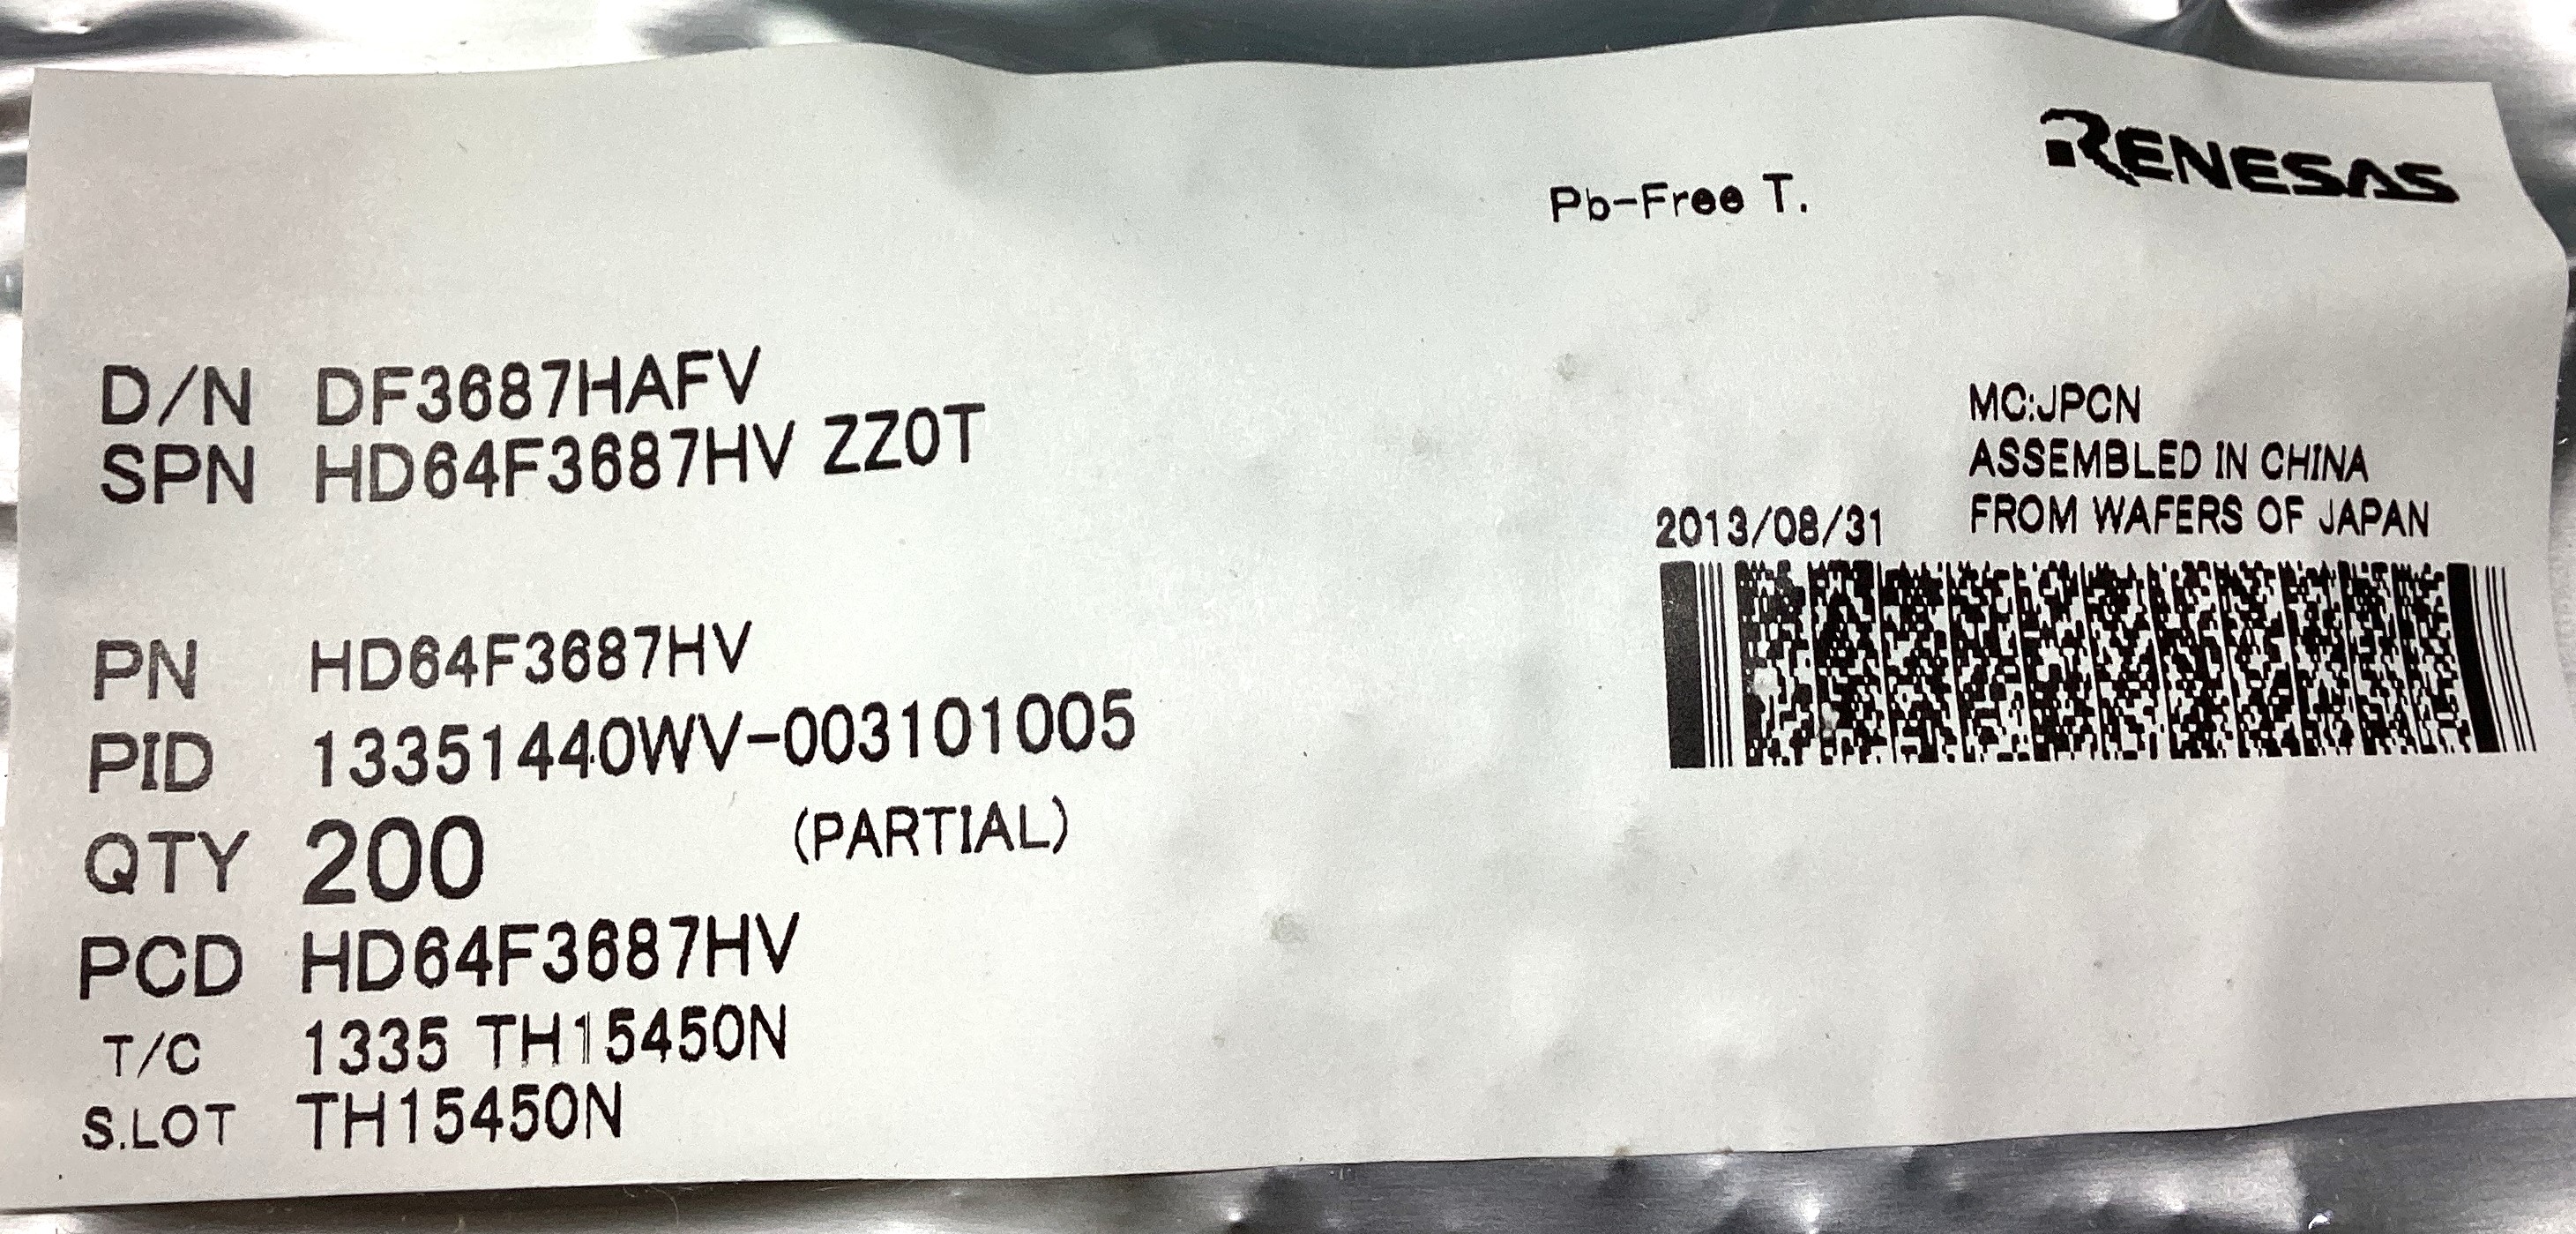 RENESAS
Pb-Free T.
D/N DF3687HAFV
SPN HD64F3687HV ZZ0T
MC:JPCN
ASSEMBLED IN CHINA
2013/08/31 FROM WAFERS OF JAPAN
PN HD64F3687HV
PID 13351440WV-003101005
QTY 200 (PARTIAL)
PCD HD64F3687HV
T/C 1335 TH15450N
S.LOT TH15450N